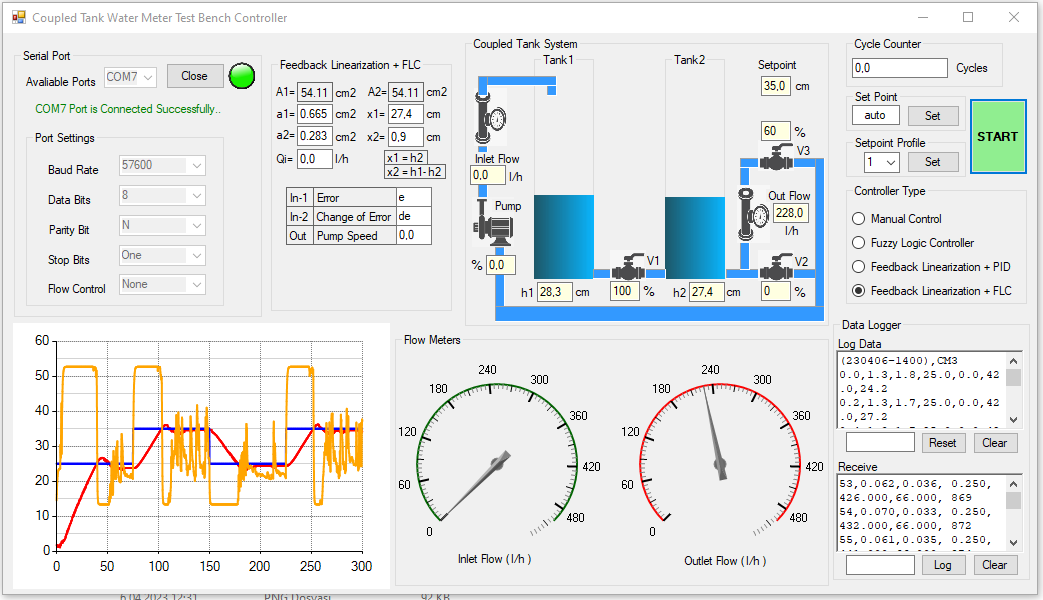 Coupled Tank Water Meter Test Bench Controller
Serial Port
Avaliable Ports COM7 Close
COM7 Port is Connected Successfully..
Port Settings
Baud Rate 57600
Data Bits 8
Parity Bit N
Stop Bits One
Flow Control None
Feedback Linearization + FLC
A1= 54.11 cm2 A2= 54.11 cm2
a1= 0.665 cm2 x1= 27,4 cm
a2= 0.283 cm2 x2= 0,9 cm
Qi= 0,0 l/h x1 = h2
x2 = h1- h2
In-1 Error e
In-2 Change of Error de
Out Pump Speed 0,0
Coupled Tank System
Tank1
Tank2
Setpoint
35,0 cm
60 %
V3
Inlet Flow
0,0 l/h
Pump
% 0,0
Out Flow
228,0
l/h
V1
V2
h1 28,3 cm
100 %
h2 27,4 cm
0 %
Cycle Counter
0,0 Cycles
Set Point
auto Set
START
Setpoint Profile
1 Set
Controller Type
Manual Control
Fuzzy Logic Controller
Feedback Linearization + PID
Feedback Linearization + FLC
60
50
40
30
20
10
0
0 50 100 150 200 250 300
Flow Meters
0 60 120 180 240 300 360 420 480
Inlet Flow ( l/h )
0 60 120 180 240 300 360 420 480
Outlet Flow ( l/h )
Data Logger
Log Data
(230406-1400),CM3
0.0,1.3,1.8,25.0,0.0,42
.0,24.2
0.2,1.3,1.7,25.0,0.0,42
.0,27.2
Reset Clear
Receive
53,0.062,0.036, 0.250,
426.000,66.000, 869
54,0.070,0.033, 0.250,
432.000,66.000, 872
55,0.061,0.035, 0.250,
Log Clear
6.04.2023 12:31 PNG Dosyası 92 KB